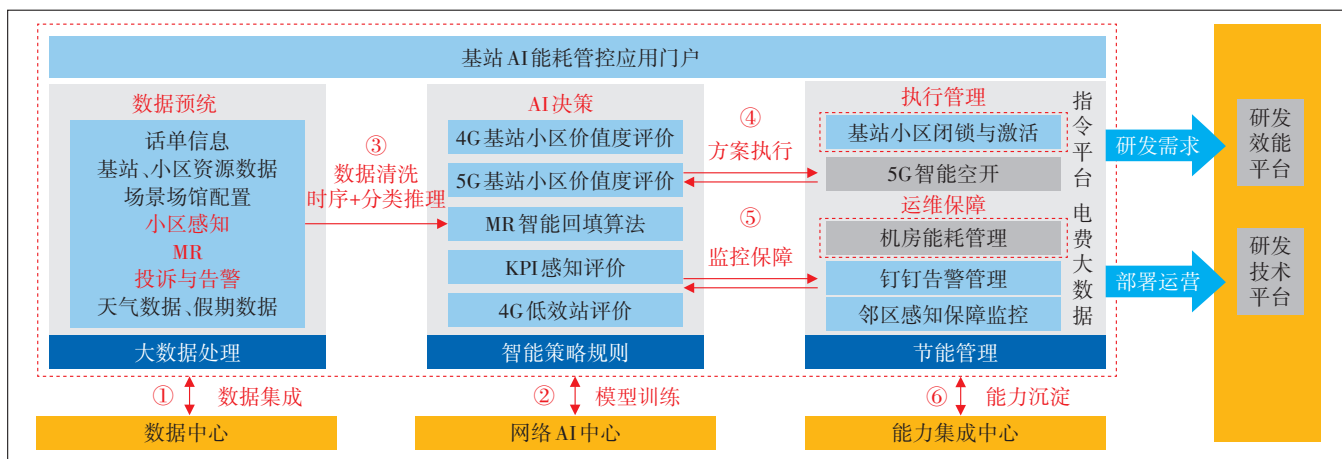 基站AI能耗管控应用门户
数据预统
话单信息
基站、小区资源数据
场景场馆配置
小区感知
MR
投诉与告警
天气数据、假期数据
大数据处理
③
数据清洗
时序+分类推理
AI决策
4G基站小区价值度评价
5G基站小区价值度评价
MR智能回填算法
KPI感知评价
4G低效站评价
智能策略规则
④
方案执行
⑤
监控保障
执行管理
基站小区闭锁与激活
5G智能空开
运维保障
机房能耗管理
钉钉告警管理
邻区感知保障监控
指令平台
电费大数据
节能管理
研发需求
部署运营
研发
效能
平台
研发
技术
平台
① 数据集成
② 模型训练
⑥ 能力沉淀
数据中心
网络AI中心
能力集成中心